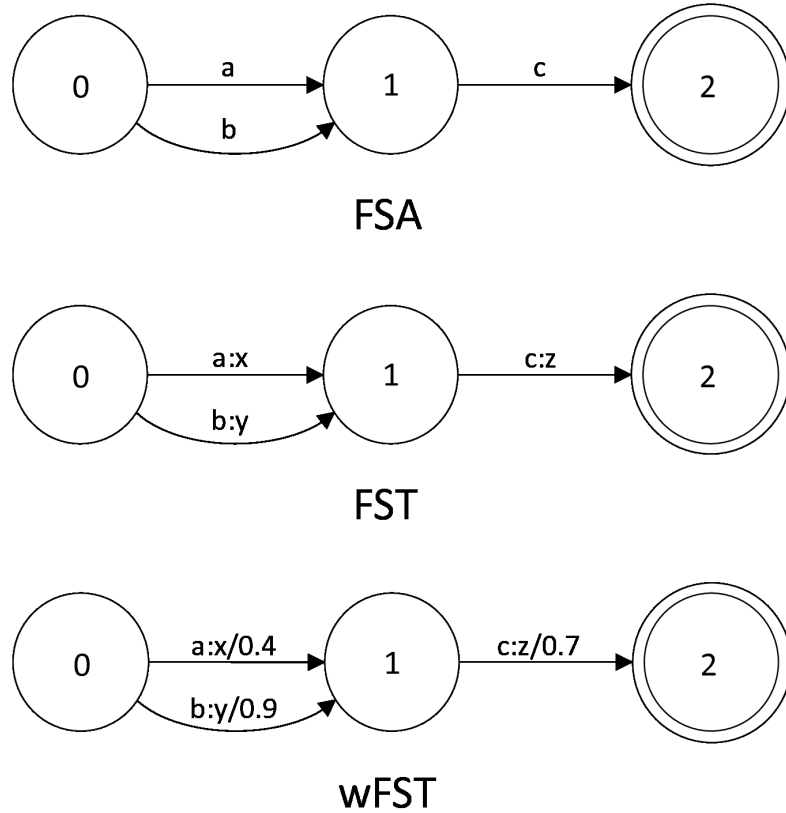 a
0 1 c 2
b
FSA
a:x c:z
0 1 2
b:y
FST
a:x/0.4 c:z/0.7
0 1 2
b:y/0.9
wFST